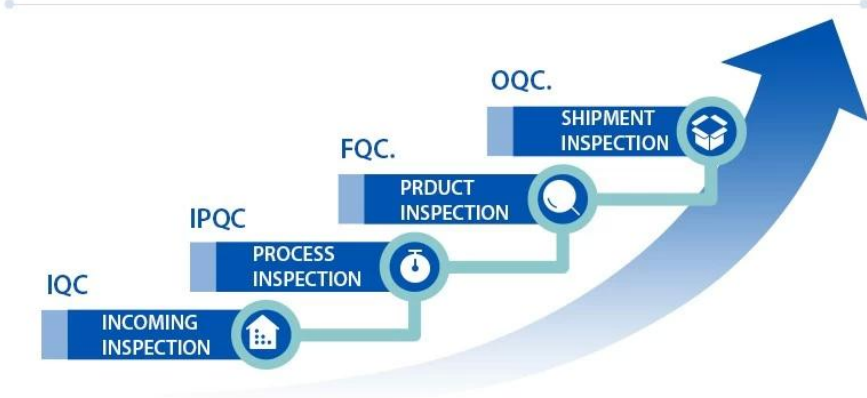 OQC.
SHIPMENT
INSPECTION
FQC.
PRDUCT
INSPECTION
IPQC
PROCESS
INSPECTION
IQC
INCOMING
INSPECTION